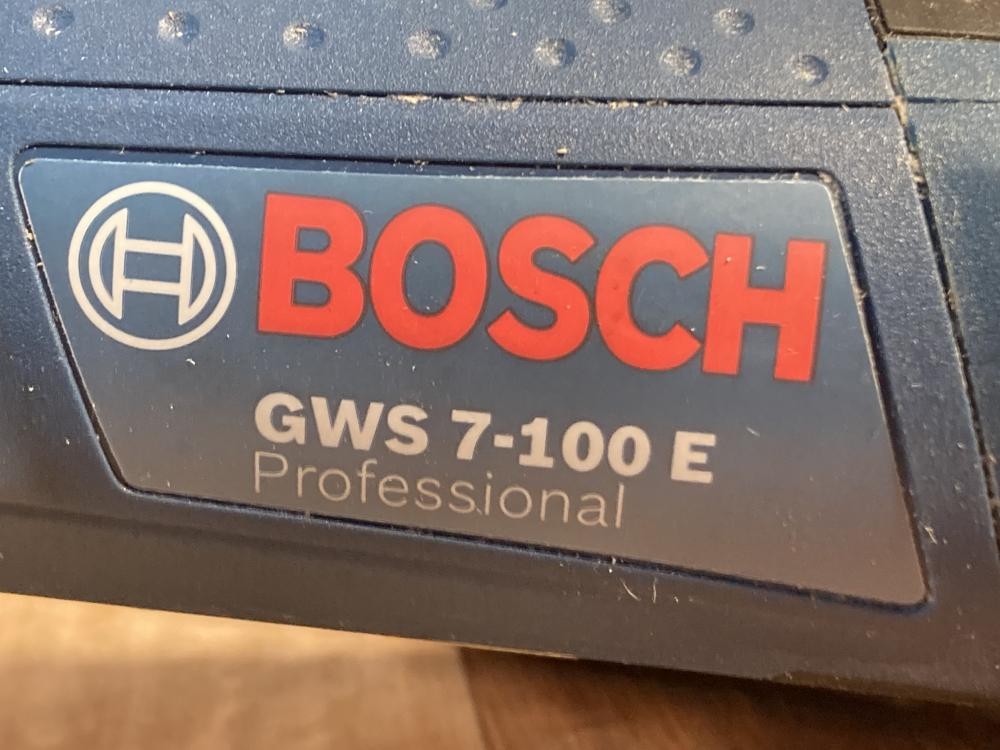 BOSCH
GWS 7-100 E
Professional